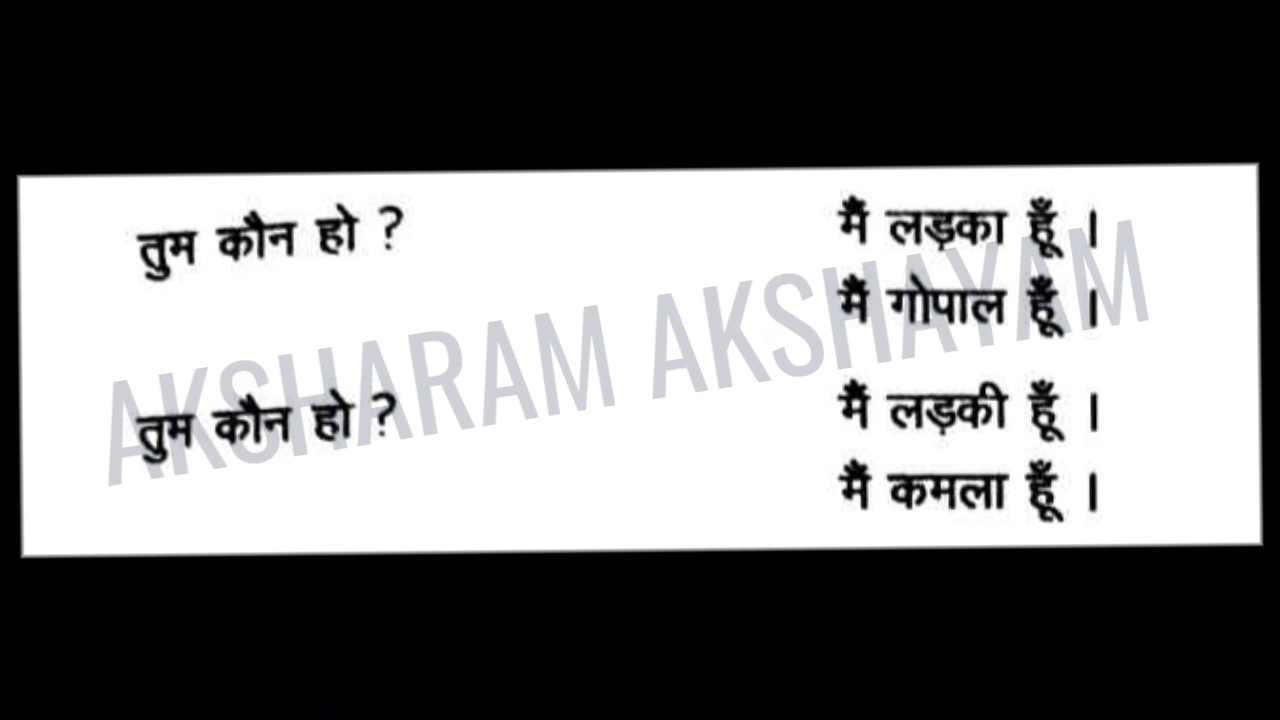 तुम कौन हो ? मैं लड़का हूँ ।
मैं गोपाल हूँ ।
AKSHARAM AKSHAYAM
तुम कौन हो ? मैं लड़की हूँ ।
मैं कमला हूँ ।